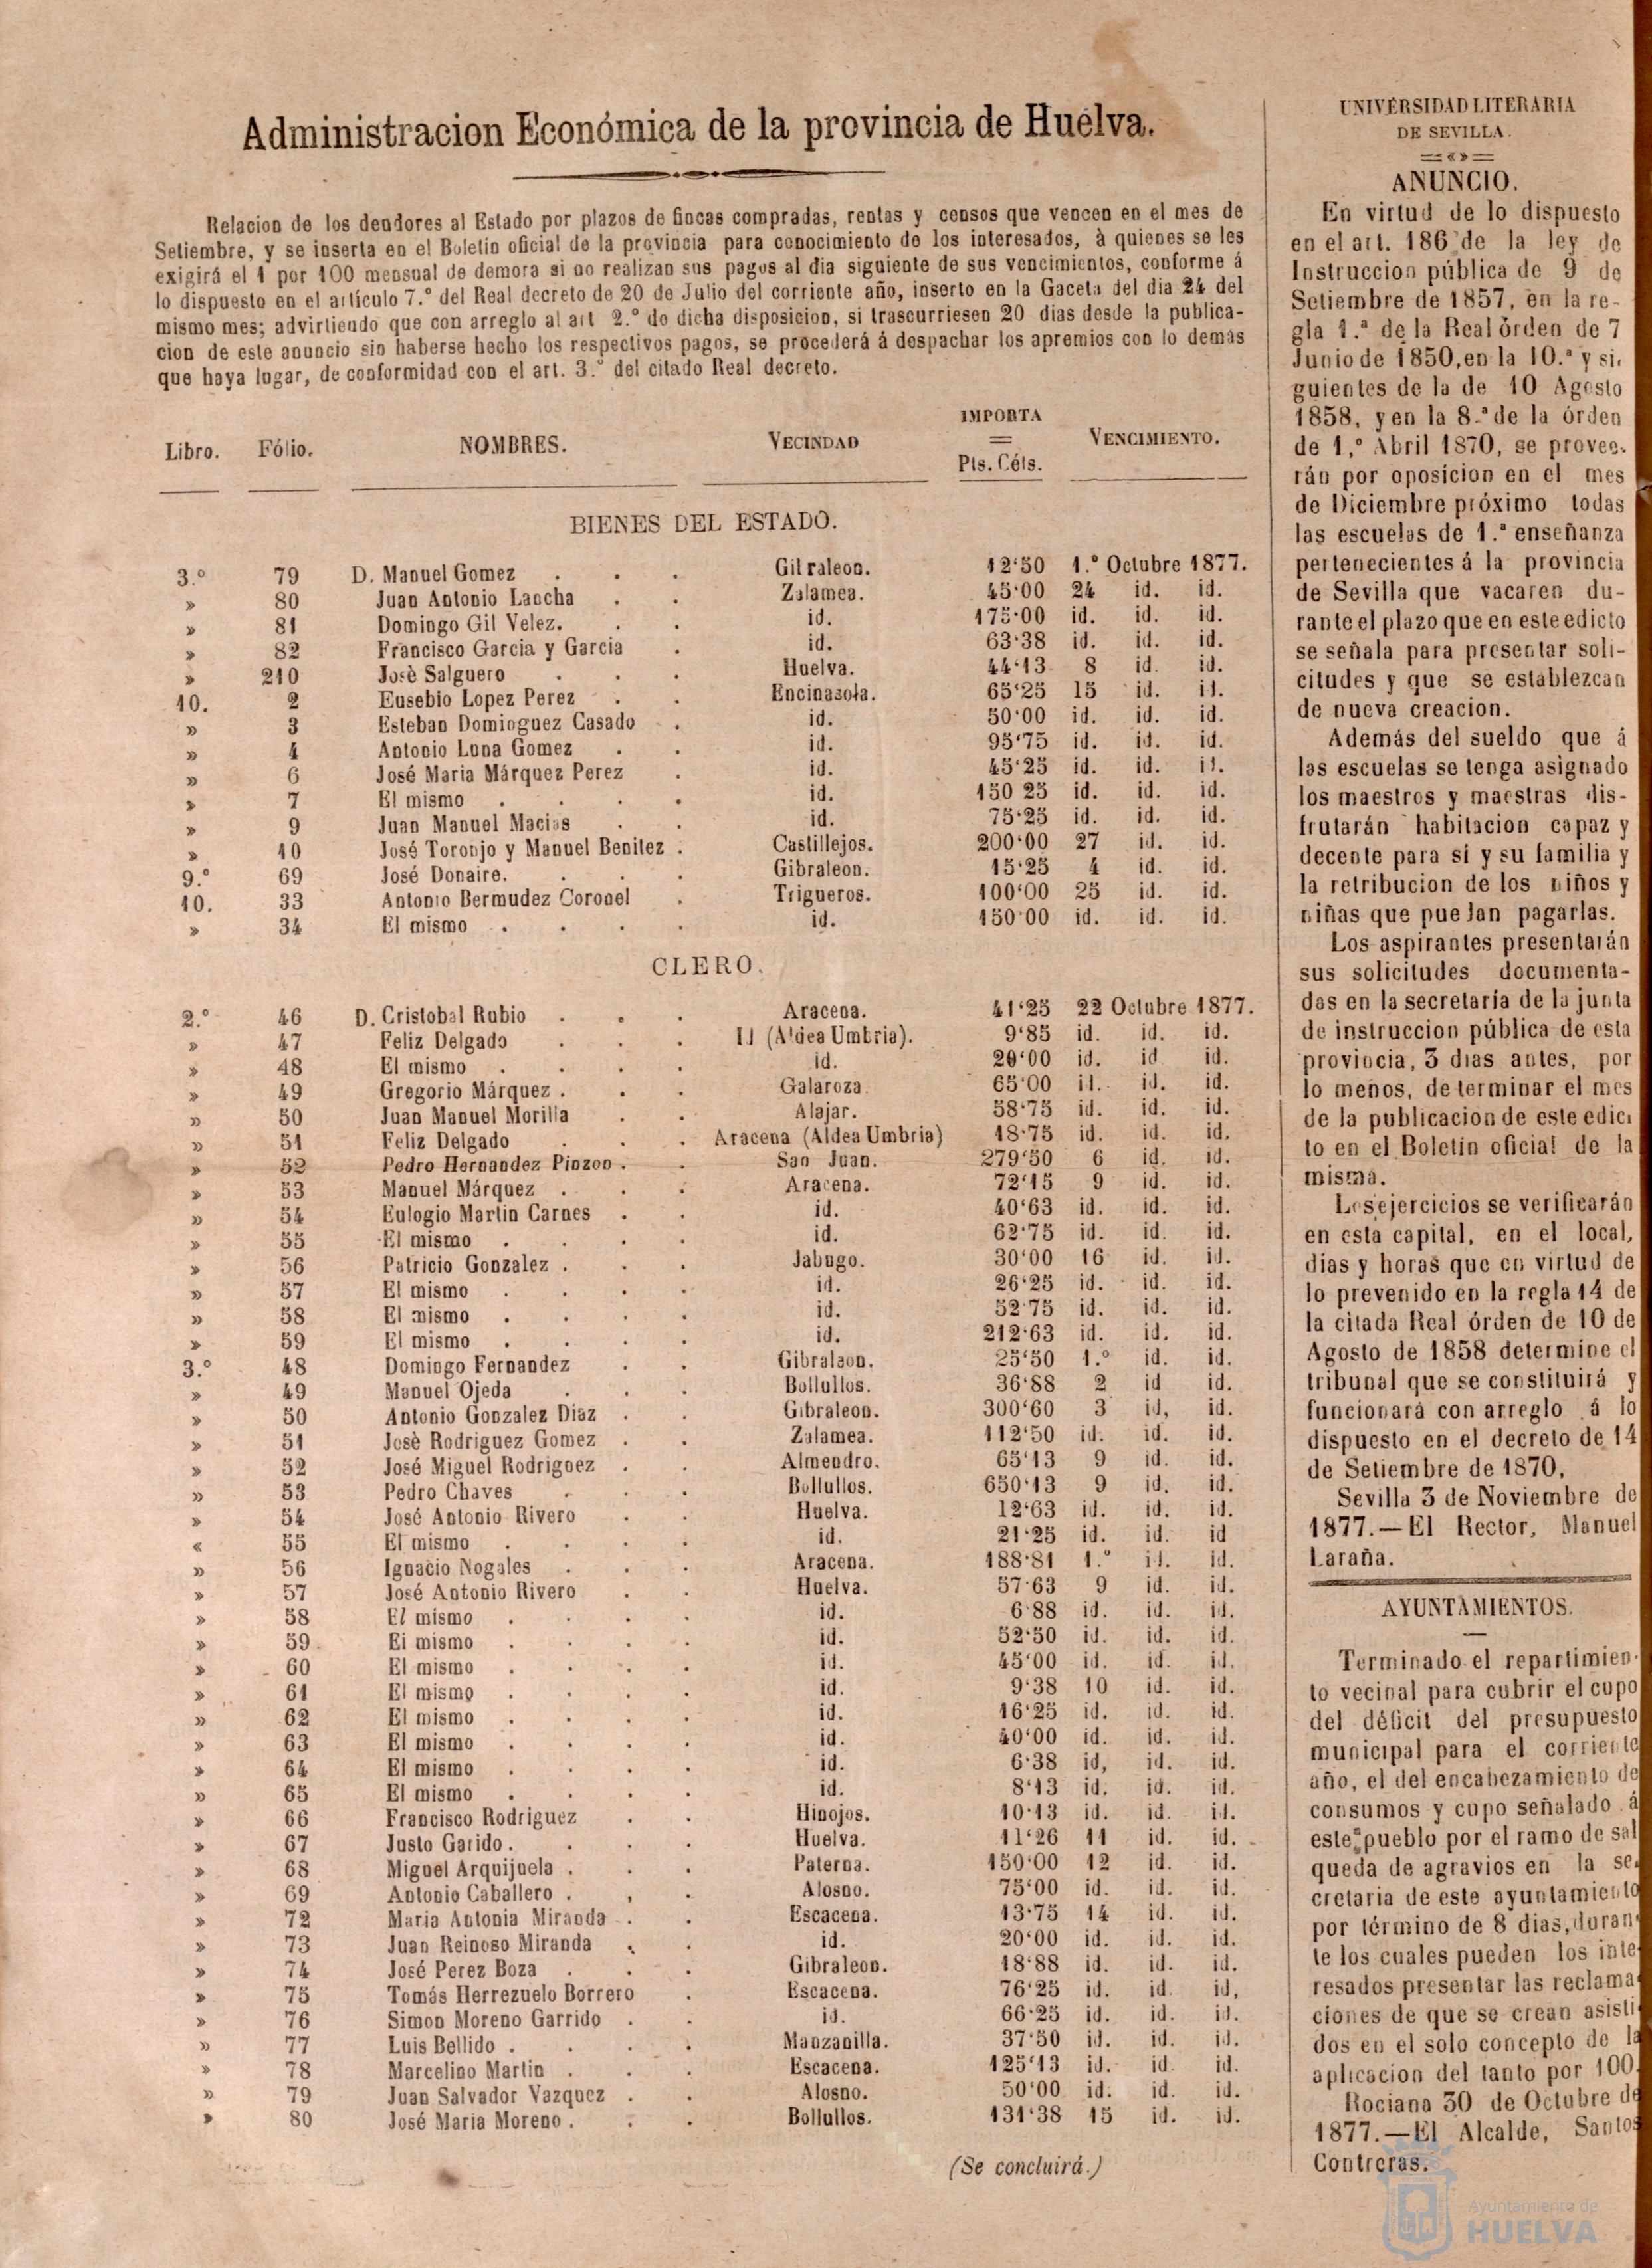 Administracion Económica de la provincia de Huelva.
Relacion de los deudores al Estado por plazos de fincas compradas, rentas y censos que vencen en el mes de
Setiembre, y se inserta en el Boletin oficial de la provincia para conocimiento de los interesados, à quienes se les
exigirá el 1 por 100 mensual de demora si no realizan sus pagos al dia siguiente de sus vencimientos, conforme á
lo dispuesto en el artículo 7.º del Real decreto de 20 de Julio del corriente año, inserto en la Gaceta del dia 24 del
mismo mes; advirtiendo que con arreglo al art 2.º de dicha disposicion, si trascurriesen 20 dias desde la publica-
cion de este anuncio sin haberse hecho los respectivos pagos, se procederá á despachar los apremios con lo demás
que haya lugar, de conformidad con el art. 3.º del citado Real decreto.
Libro. Fólio. NOMBRES. VECINDAD IMPORTA = Pts. Céts. VENCIMIENTO.
BIENES DEL ESTADO.
3.º 79 D. Manuel Gomez . . . Gil raleon. 12‘50 1.º Octubre 1877.
» 80 Juan Antonio Lancha . . Zalamea. 45‘00 24 id. id.
» 81 Domingo Gil Velez. . . id. 175‘00 id. id. id.
» 82 Francisco Garcia y Garcia . id. 63‘38 id. id. id.
» 210 Josè Salguero . . . Huelva. 44‘13 8 id. id.
10. 2 Eusebio Lopez Perez . . Encinasola. 65‘25 15 id. id.
» 3 Esteban Dominguez Casado . id. 50‘00 id. id. id.
» 4 Antonio Luna Gomez . . id. 95‘75 id. id. id.
» 6 José Maria Márquez Perez . id. 45‘25 id. id. id.
» 7 El mismo . . . . id. 150 25 id. id. id.
» 9 Juan Manuel Macias . . id. 75‘25 id. id. id.
» 10 José Toronjo y Manuel Benitez . Castillejos. 200‘00 27 id. id.
9.º 69 José Donaire. . . . Gibraleon. 15‘25 4 id. id.
10. 33 Antonio Bermudez Coronel . Trigueros. 100‘00 25 id. id.
» 34 El mismo . . . . id. 150‘00 id. id. id.
CLERO.
2.º 46 D. Cristobal Rubio . . . Aracena. 41‘25 22 Octubre 1877.
» 47 Feliz Delgado . . . Id (Aldea Umbria). 9‘85 id. id. id.
» 48 El mismo . . . . id. 20‘00 id. id id.
» 49 Gregorio Márquez . . . Galaroza. 65‘00 id. id. id.
» 50 Juan Manuel Morilla . . Alajar. 58‘75 id. id. id.
» 51 Feliz Delgado . . . Aracena (Aldea Umbria) 18‘75 id. id. id.
» 52 Pedro Hernandez Pinzon . . San Juan. 279‘50 6 id. id.
» 53 Manuel Márquez . . . Aracena. 72‘15 9 id. id.
» 54 Eulogio Martin Carnes . . id. 40‘63 id. id. id.
» 55 El mismo . . . . id. 62‘75 id. id. id.
» 56 Patricio Gonzalez . . . Jabugo. 30‘00 16 id. id.
» 57 El mismo . . . . id. 26‘25 id. id. id.
» 58 El mismo . . . . id. 52‘75 id. id. id.
» 59 El mismo . . . . id. 212‘63 id. id. id.
3.º 48 Domingo Fernandez . . Gibraleon. 25‘50 1.º id. id.
» 49 Manuel Ojeda . . . Bollullos. 36‘88 2 id id.
» 50 Antonio Gonzalez Diaz . . Gibraleon. 300‘60 3 id, id.
» 51 Josè Rodriguez Gomez . . Zalamea. 112‘50 id. id. id.
» 52 José Miguel Rodriguez . . Almendro. 65‘13 9 id. id.
» 53 Pedro Chaves . . . Bollullos. 650‘13 9 id. id.
» 54 José Antonio Rivero . . Huelva. 12‘63 id. id. id.
« 55 El mismo . . . . id. 21‘25 id. id. id
» 56 Ignacio Nogales . . . Aracena. 188‘81 1.º id. id.
» 57 José Antonio Rivero . . Huelva. 57‘63 9 id. id.
» 58 El mismo . . . . id. 6‘88 id. id. id.
» 59 Ei mismo . . . . id. 52‘50 id. id. id.
» 60 El mismo . . . . id. 45‘00 id. id. id.
» 61 El mismo . . . . id. 9‘38 10 id. id.
» 62 El mismo . . . . id. 16‘25 id. id. id.
» 63 El mismo . . . . id. 40‘00 id. id. id.
» 64 El mismo . . . . id. 6‘38 id, id. id.
» 65 El mismo . . . . id. 8‘13 id. id. id.
» 66 Francisco Rodriguez . . Hinojos. 10‘13 id. id. id.
» 67 Justo Garido . . . . Huelva. 11‘26 11 id. id.
» 68 Miguel Arquijuela . . . Paterna. 150‘00 12 id. id.
» 69 Antonio Caballero . , . Alosno. 75‘00 id. id. id.
» 72 Maria Antonia Miranda . . Escacena. 13‘75 14 id. id.
» 73 Juan Reinoso Miranda . . id. 20‘00 id. id. id.
» 74 José Perez Boza . . . Gibraleon. 18‘88 id. id. id.
» 75 Tomás Herrezuelo Borrero . Escacena. 76‘25 id. id. id,
» 76 Simon Moreno Garrido . . id. 66‘25 id. id. id.
» 77 Luis Bellido . . . . Manzanilla. 37‘50 id. id. id.
» 78 Marcelino Martin . . . Escacena. 125‘13 id. id. id.
» 79 Juan Salvador Vazquez . . Alosno. 50‘00 id. id. id.
» 80 José Maria Moreno . . . Bollullos. 131‘38 15 id. id.
(Se concluirá.)
UNIVERSIDAD LITERARIA
DE SEVILLA.
ANUNCIO.
En virtud de lo dispuesto
en el art. 186 de la ley de
Instruccion pública de 9 de
Setiembre de 1857, en la re-
gla 1.ª de la Real órden de 7
Junio de 1850, en la 10.ª y si-
guientes de la de 10 Agosto
1858, y en la 8.ª de la órden
de 1.º Abril 1870, se provee-
rán por oposicion en el mes
de Diciembre próximo todas
las escuelas de 1.ª enseñanza
pertenecientes á la provincia
de Sevilla que vacaren du-
rante el plazo que en este edicto
se señala para presentar soli-
citudes y que se establezcan
de nueva creacion.
Además del sueldo que á
las escuelas se tenga asignado
los maestros y maestras dis-
frutarán habitacion capaz y
decente para sí y su familia y
la retribucion de los niños y
niñas que puedan pagarlas.
Los aspirantes presentarán
sus solicitudes documenta-
das en la secretaría de la junta
de instruccion pública de esta
provincia, 3 dias antes, por
lo menos, de terminar el mes
de la publicacion de este edic-
to en el Boletin oficial de la
misma.
Los ejercicios se verificarán
en esta capital, en el local,
dias y horas que en virtud de
lo prevenido en la regla 14 de
la citada Real órden de 10 de
Agosto de 1858 determine el
tribunal que se constituirá y
funcionará con arreglo á lo
dispuesto en el decreto de 14
de Setiembre de 1870.
Sevilla 3 de Noviembre de
1877.—El Rector, Manuel
Laraña.
AYUNTAMIENTOS.
Terminado el repartimien-
to vecinal para cubrir el cupo
del déficit del presupuesto
municipal para el corriente
año, el del encabezamiento de
consumos y cupo señalado á
este pueblo por el ramo de sal
queda de agravios en la se-
cretaria de este ayuntamiento
por término de 8 dias, duran-
te los cuales pueden los inte-
resados presentar las reclama-
ciones de que se crean asisti-
dos en el solo concepto de la
aplicacion del tanto por 100.
Rociana 30 de Octubre de
1877.—El Alcalde, Santos
Contreras.
Ayuntamiento de
HUELVA